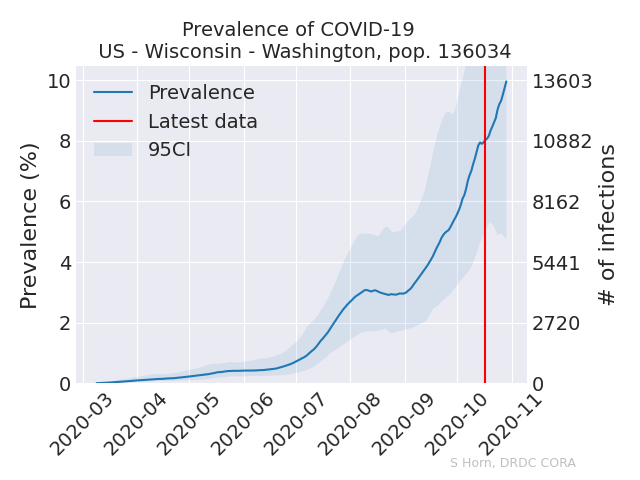 Prevalence of COVID-19
US - Wisconsin - Washington, pop. 136034
Prevalence
Latest data
95CI
Prevalence (%)
10
8
6
4
2
0
13603
10882
8162
5441
2720
0
# of infections
2020-03
2020-04
2020-05
2020-06
2020-07
2020-08
2020-09
2020-10
2020-11
S Horn, DRDC CORA